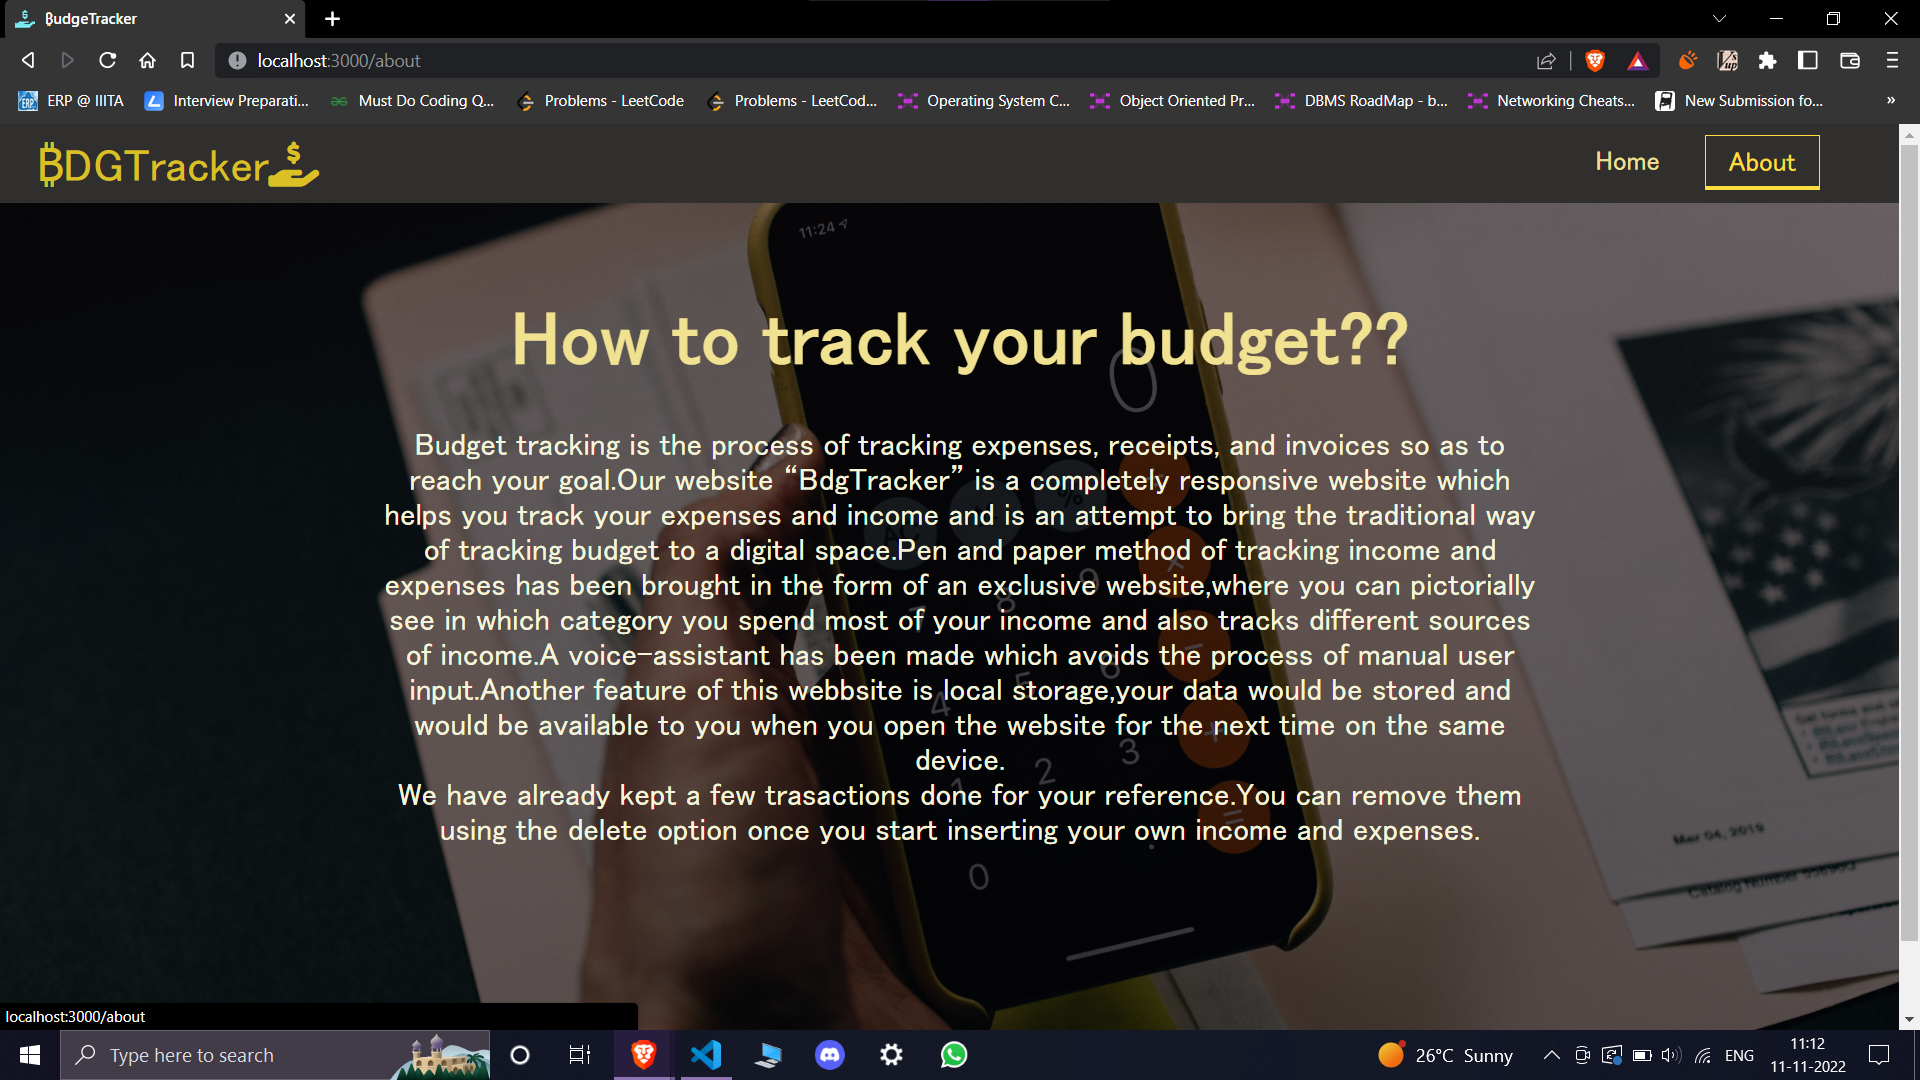 ₿udgeTracker
localhost:3000/about
ERP @ IIITA
Interview Preparati...
Must Do Coding Q...
Problems - LeetCode
Problems - LeetCod...
Operating System C...
Object Oriented Pr...
DBMS RoadMap - b...
Networking Cheats...
New Submission fo...
»
₿DGTracker
Home
About
11:24
How to track your budget??
0
Budget tracking is the process of tracking expenses, receipts, and invoices so as to
reach your goal.Our website “BdgTracker” is a completely responsive website which
helps you track your expenses and income and is an attempt to bring the traditional way
of tracking budget to a digital space.Pen and paper method of tracking income and
expenses has been brought in the form of an exclusive website,where you can pictorially
see in which category you spend most of your income and also tracks different sources
of income.A voice-assistant has been made which avoids the process of manual user
input.Another feature of this webbsite is local storage,your data would be stored and
would be available to you when you open the website for the next time on the same
device.
We have already kept a few trasactions done for your reference.You can remove them
using the delete option once you start inserting your own income and expenses.
0
Mar 04, 2019
localhost:3000/about
Type here to search
26°C Sunny
ENG
11:12
11-11-2022